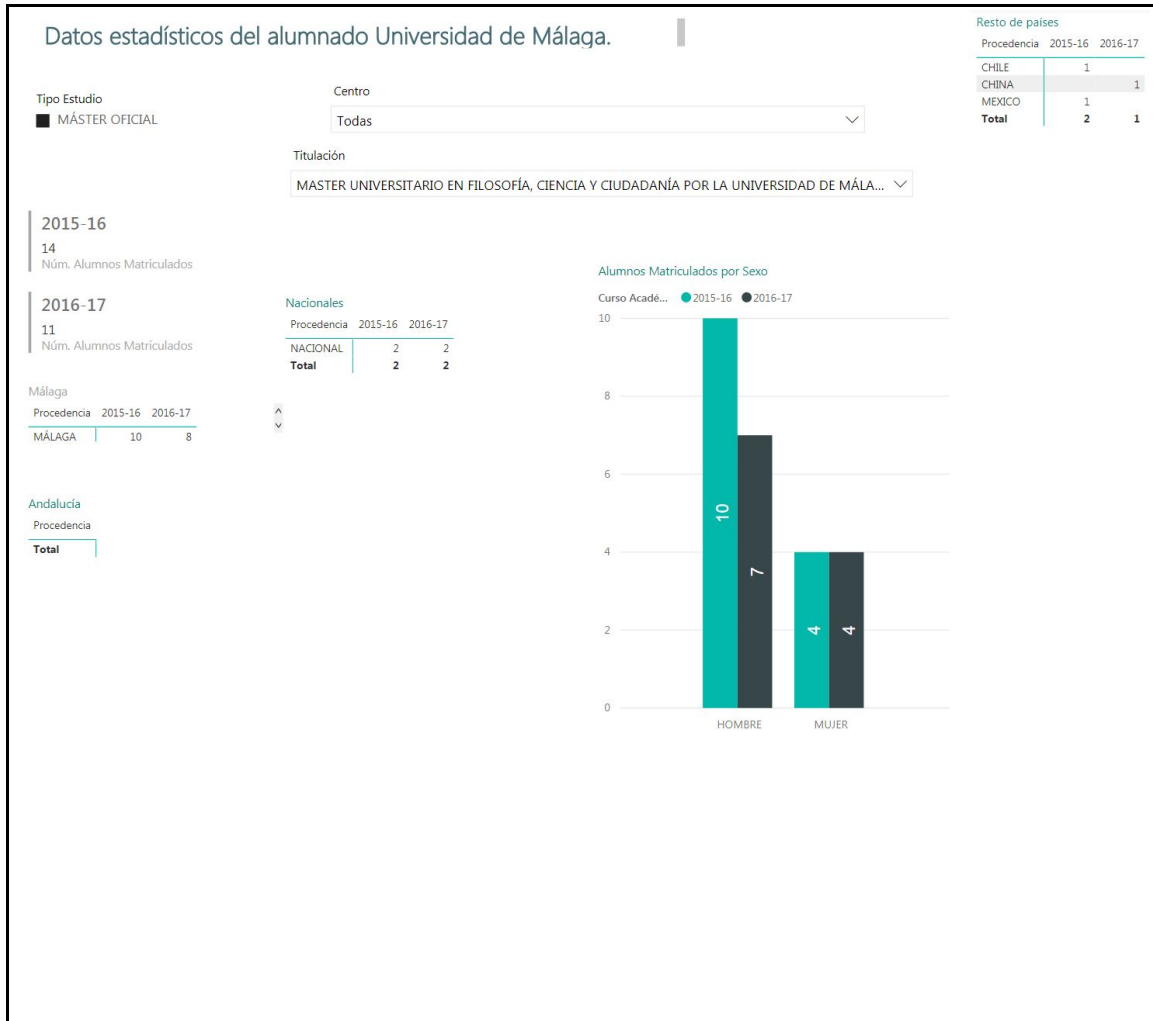 Datos estadísticos del alumnado Universidad de Málaga.
Resto de países
Procedencia 2015-16 2016-17
CHILE 1
CHINA 1
MEXICO 1
Total 2 1
Tipo Estudio
MÁSTER OFICIAL
Centro
Todas
Titulación
MASTER UNIVERSITARIO EN FILOSOFÍA, CIENCIA Y CIUDADANÍA POR LA UNIVERSIDAD DE MÁLA...
2015-16
14
Núm. Alumnos Matriculados
2016-17
11
Núm. Alumnos Matriculados
Málaga
Procedencia 2015-16 2016-17
MÁLAGA 10 8
Andalucía
Procedencia
Total
Nacionales
Procedencia 2015-16 2016-17
NACIONAL 2 2
Total 2 2
Alumnos Matriculados por Sexo
Curso Acadé... 2015-16 2016-17
10
8
6
4
2
0
10
7
4
4
HOMBRE MUJER